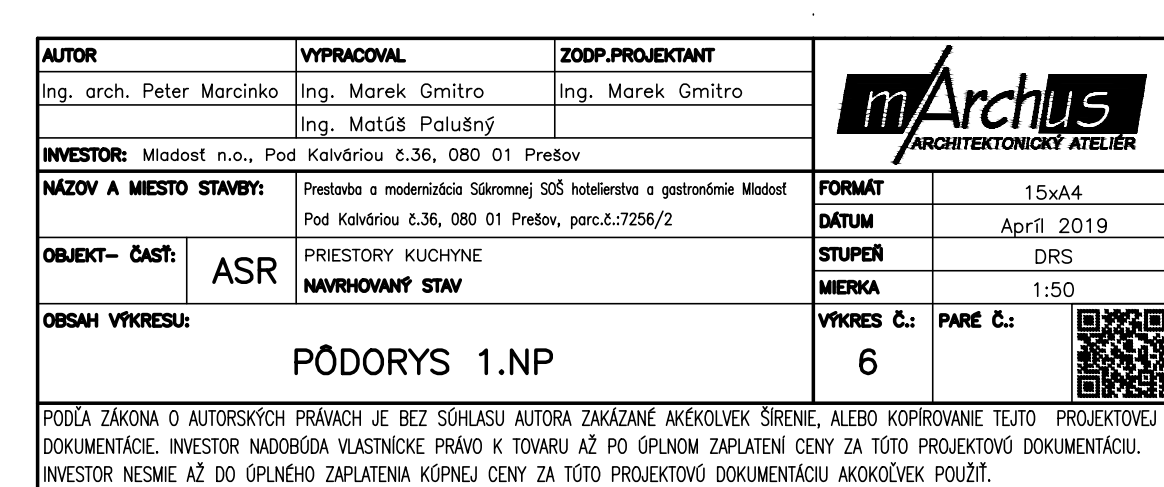 AUTOR VYPRACOVAL ZODP.PROJEKTANT
mArchus
ARCHITEKTONICKÝ ATELIÉR
Ing. arch. Peter Marcinko Ing. Marek Gmitro Ing. Marek Gmitro
Ing. Matúš Palušný
INVESTOR: Mladosť n.o., Pod Kalváriou č.36, 080 01 Prešov
NÁZOV A MIESTO STAVBY: Prestavba a modernizácia Súkromnej SOŠ hotelierstva a gastronómie Mladosť
Pod Kalváriou č.36, 080 01 Prešov, parc.č.:7256/2
FORMÁT 15xA4
DÁTUM Apríl 2019
OBJEKT- ČASŤ: ASR PRIESTORY KUCHYNE
NAVRHOVANÝ STAV
STUPEŇ DRS
MIERKA 1:50
OBSAH VÝKRESU:
PÔDORYS 1.NP
VÝKRES Č.: PARÉ Č.:
6
PODĽA ZÁKONA O AUTORSKÝCH PRÁVACH JE BEZ SÚHLASU AUTORA ZAKÁZANÉ AKÉKOLVEK ŠÍRENIE, ALEBO KOPÍROVANIE TEJTO PROJEKTOVEJ
DOKUMENTÁCIE. INVESTOR NADOBÚDA VLASTNÍCKE PRÁVO K TOVARU AŽ PO ÚPLNOM ZAPLATENÍ CENY ZA TÚTO PROJEKTOVÚ DOKUMENTÁCIU.
INVESTOR NESMIE AŽ DO ÚPLNÉHO ZAPLATENIA KÚPNEJ CENY ZA TÚTO PROJEKTOVÚ DOKUMENTÁCIU AKOKOĽVEK POUŽIŤ.